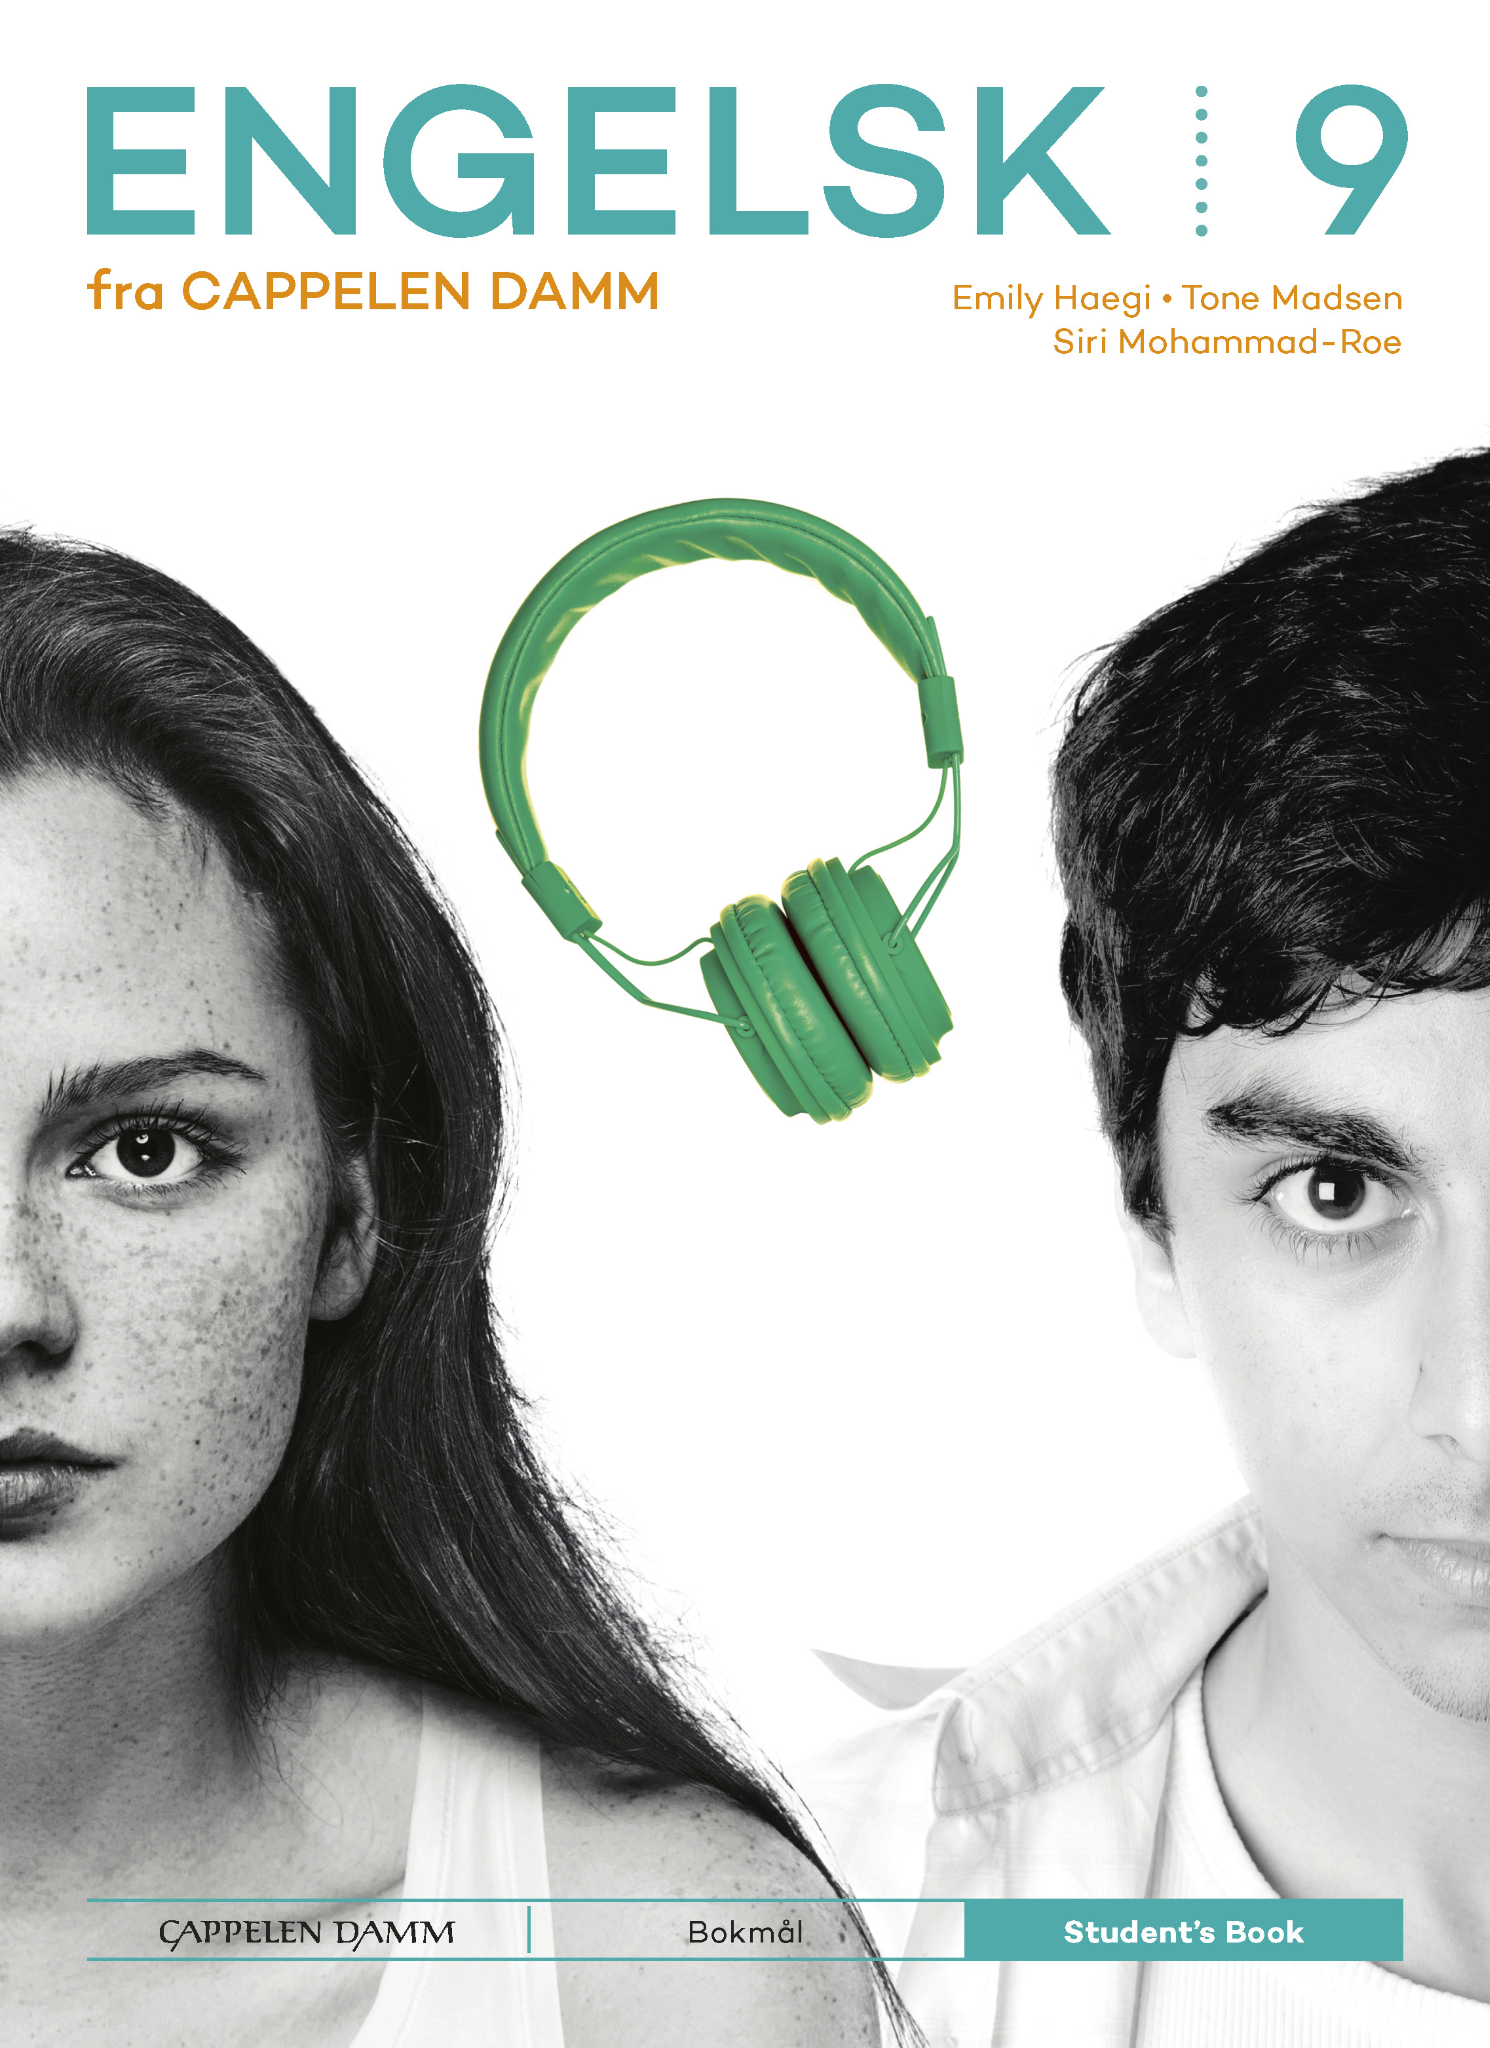 ENGELSK 9
fra CAPPELEN DAMM
Emily Haegi • Tone Madsen
Siri Mohammad-Roe
CAPPELEN DAMM
Bokmål
Student's Book